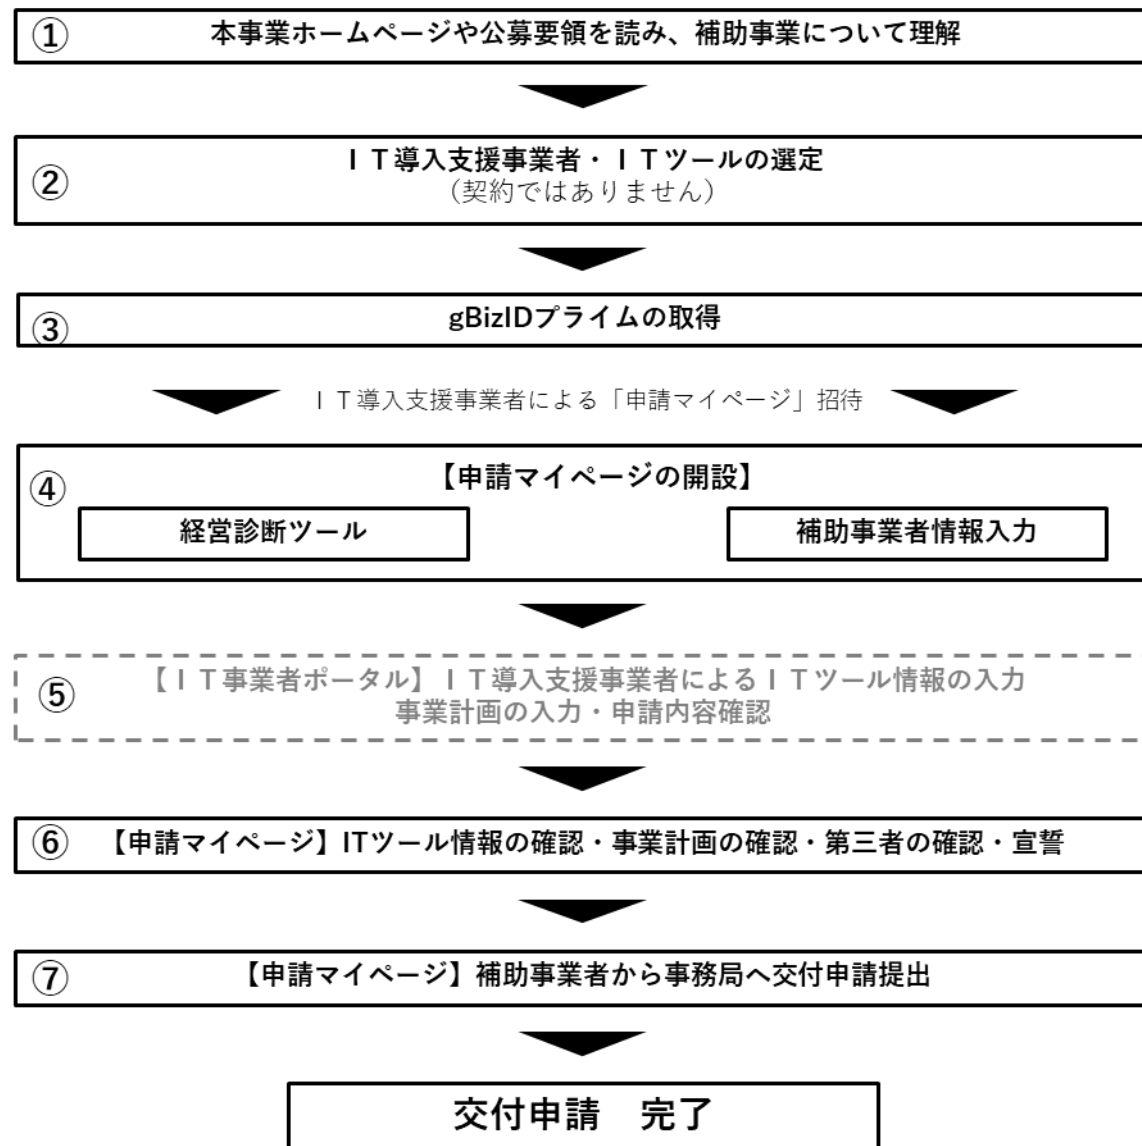 ① 本事業ホームページや公募要領を読み、補助事業について理解
② ＩＴ導入支援事業者・ＩＴツールの選定
（契約ではありません）
③ gBizIDプライムの取得
ＩＴ導入支援事業者による「申請マイページ」招待
④ 【申請マイページの開設】
経営診断ツール 補助事業者情報入力
⑤ 【ＩＴ事業者ポータル】ＩＴ導入支援事業者によるＩＴツール情報の入力
事業計画の入力・申請内容確認
⑥ 【申請マイページ】ITツール情報の確認・事業計画の確認・第三者の確認・宣誓
⑦ 【申請マイページ】補助事業者から事務局へ交付申請提出
交付申請　完了